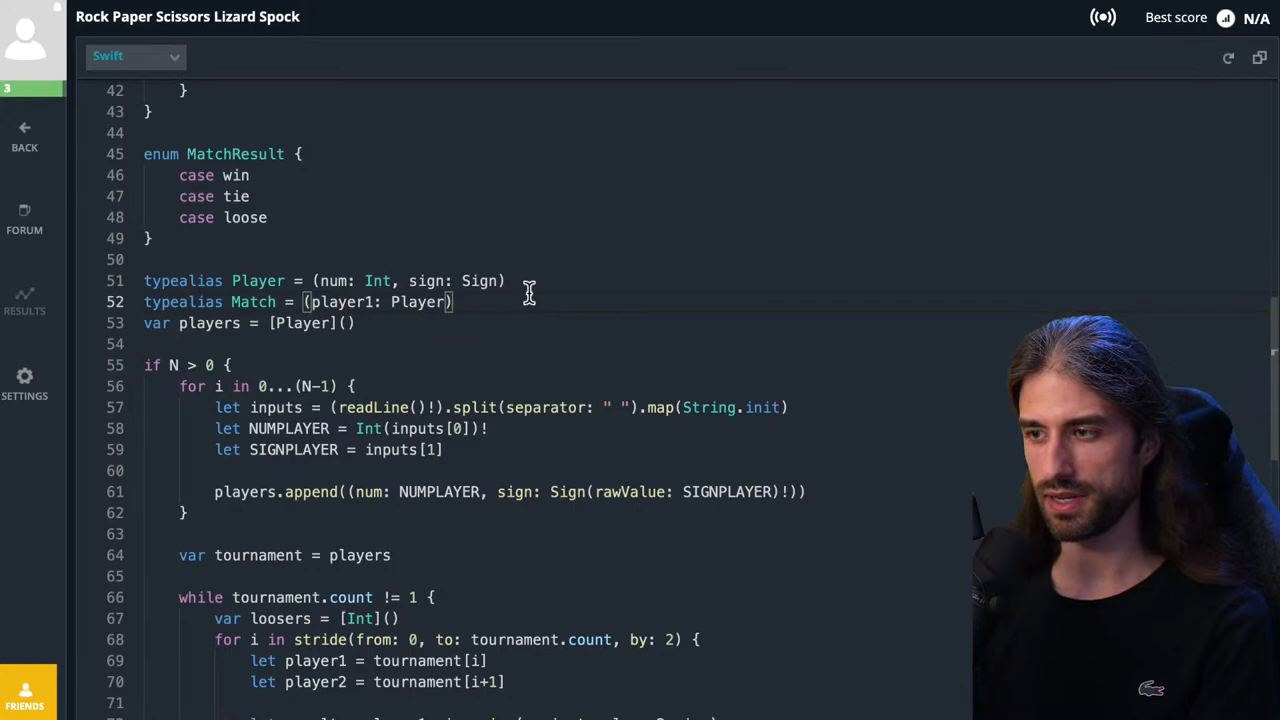 Rock Paper Scissors Lizard Spock
Best score N/A
Swift
3
BACK
FORUM
RESULTS
SETTINGS
FRIENDS
42 }
43 }
44
45 enum MatchResult {
46 case win
47 case tie
48 case loose
49 }
50
51 typealias Player = (num: Int, sign: Sign)
52 typealias Match = (player1: Player)
53 var players = [Player]()
54
55 if N > 0 {
56 for i in 0...(N-1) {
57 let inputs = (readLine()!).split(separator: " ").map(String.init)
58 let NUMPLAYER = Int(inputs[0])!
59 let SIGNPLAYER = inputs[1]
60
61 players.append((num: NUMPLAYER, sign: Sign(rawValue: SIGNPLAYER)!))
62 }
63
64 var tournament = players
65
66 while tournament.count != 1 {
67 var loosers = [Int]()
68 for i in stride(from: 0, to: tournament.count, by: 2) {
69 let player1 = tournament[i]
70 let player2 = tournament[i+1]
71